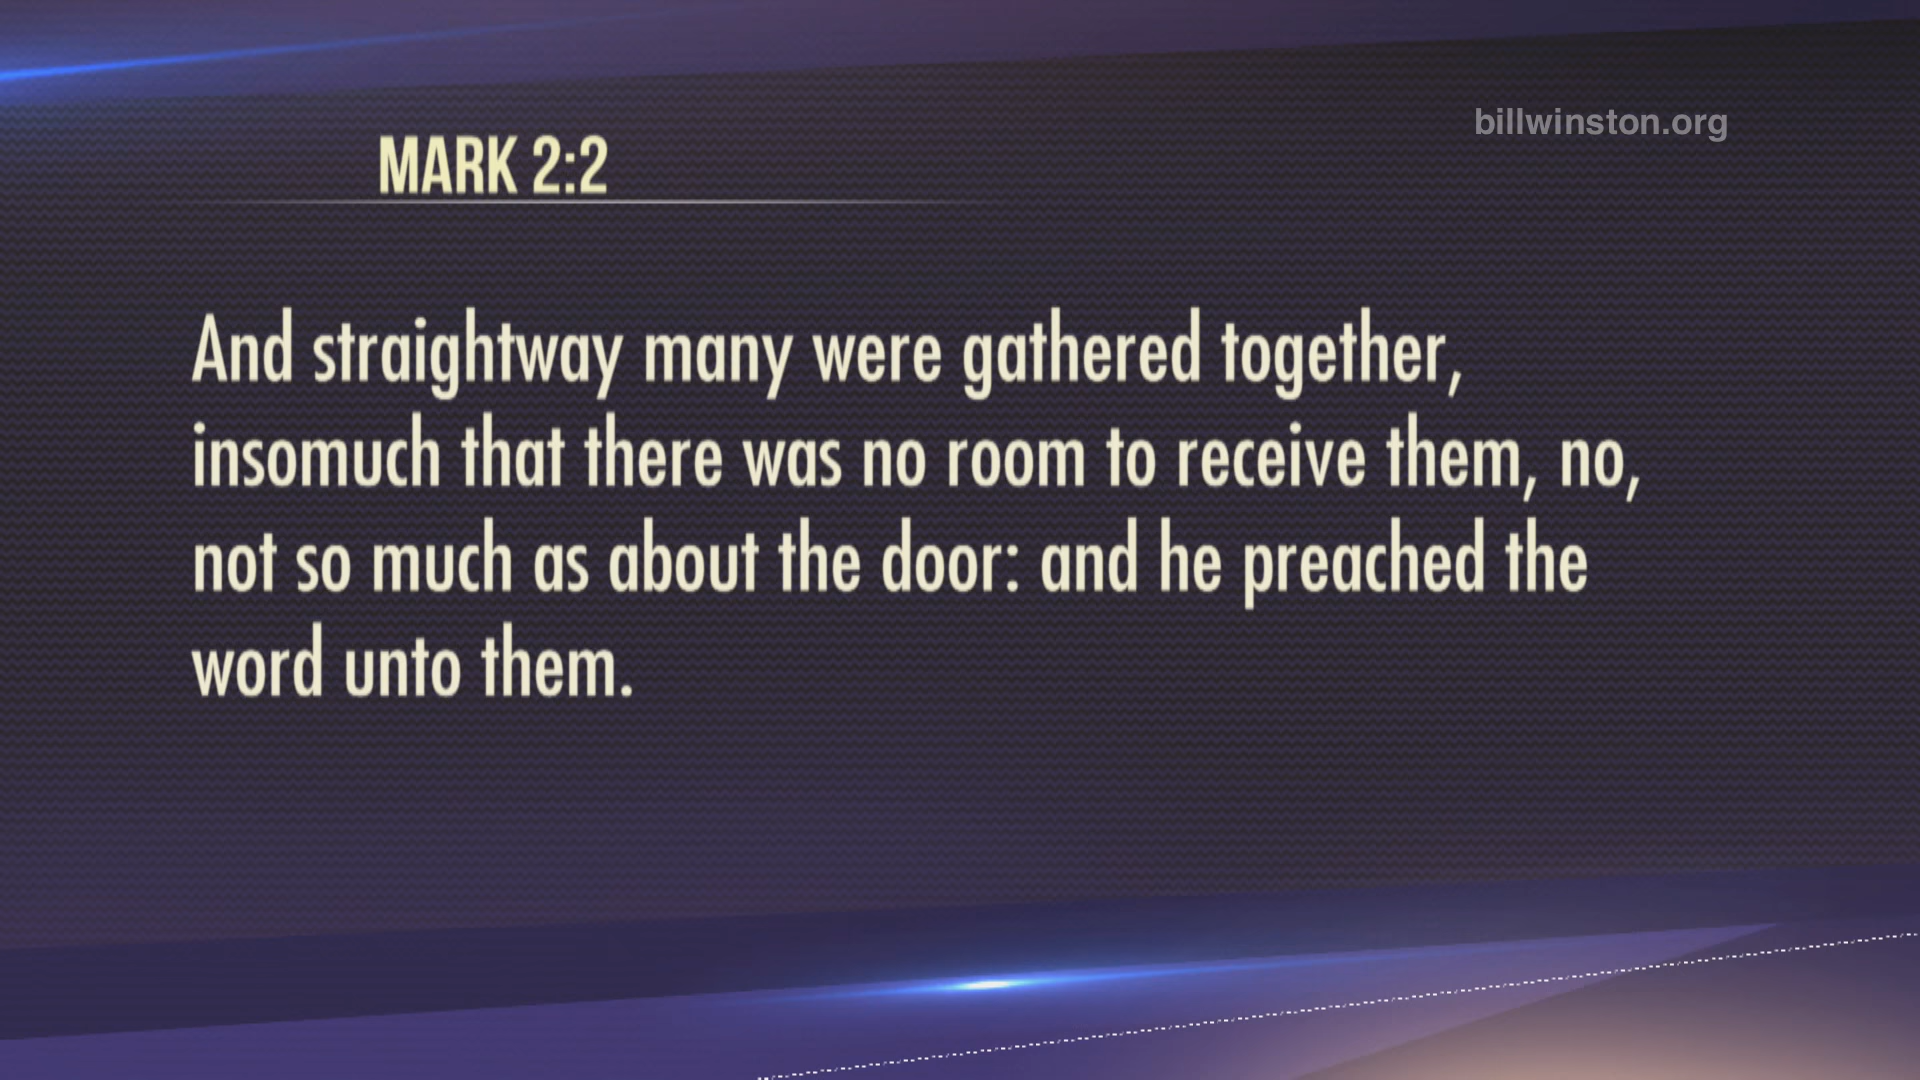 billwinston.org
MARK 2:2
And straightway many were gathered together,
insomuch that there was no room to receive them, no,
not so much as about the door: and he preached the
word unto them.